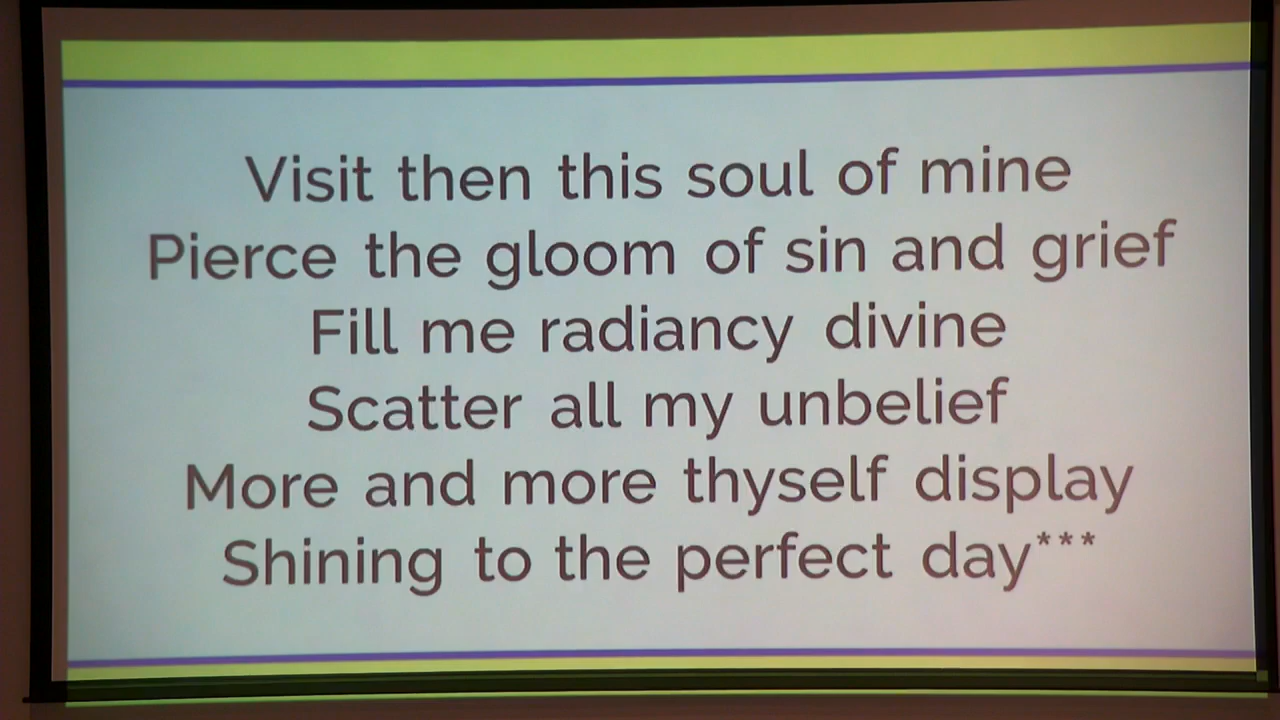 Visit then this soul of mine
Pierce the gloom of sin and grief
Fill me radiancy divine
Scatter all my unbelief
More and more thyself display
Shining to the perfect day***